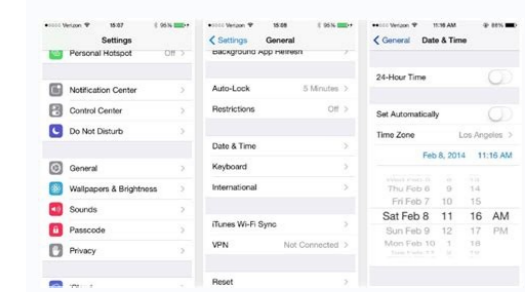 Verizon 15:07 95%
Settings
Personal Hotspot Off >
Notification Center >
Control Center >
Do Not Disturb >
General >
Wallpapers & Brightness >
Sounds >
Passcode >
Privacy >
Verizon 15:08 95%
< Settings General
Background App Refresh
Auto-Lock 5 Minutes >
Restrictions Off >
Date & Time >
Keyboard >
International >
iTunes Wi-Fi Sync >
VPN Not Connected >
Reset >
Verizon 11:16 AM
< General Date & Time
24-Hour Time
Set Automatically
Time Zone Los Angeles >
Feb 8, 2014 11:16 AM
Thu Feb 6 9 14
Fri Feb 7 10 15
Sat Feb 8 11 16 AM
Sun Feb 9 12 17 PM
Mon Feb 10 1 18